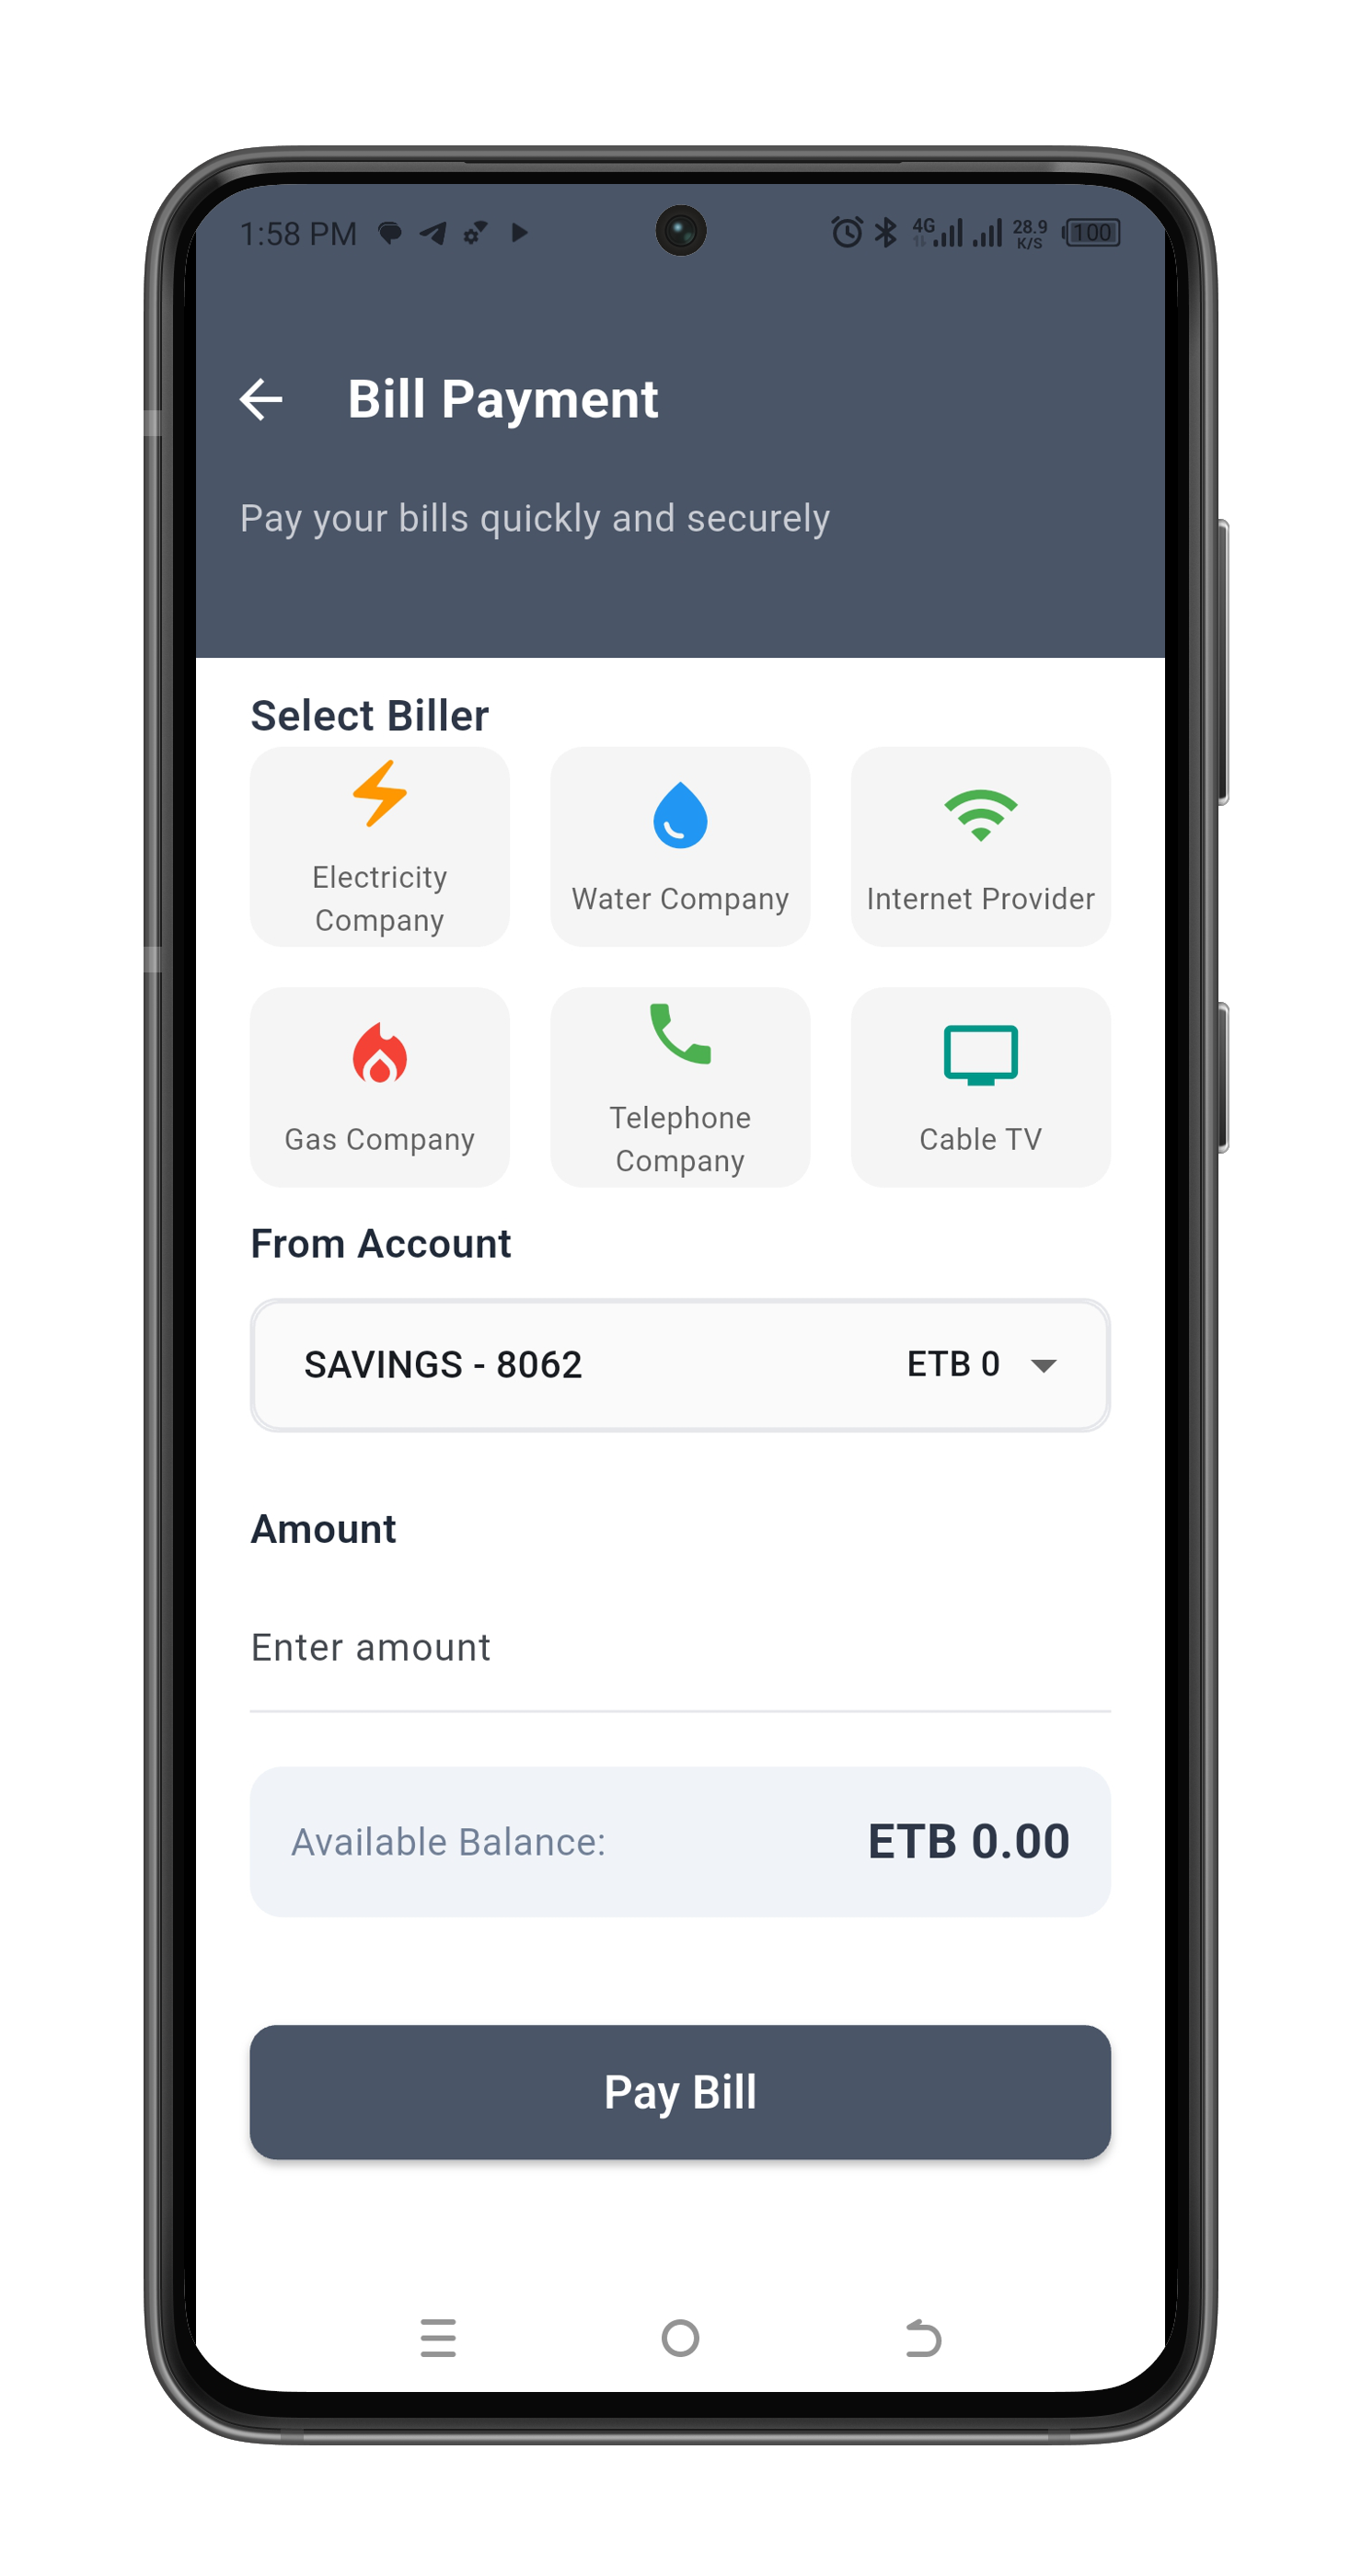 1:58 PM
4G
28.9
K/S
100
Bill Payment
Pay your bills quickly and securely
Select Biller
Electricity
Company
Water Company
Internet Provider
Gas Company
Telephone
Company
Cable TV
From Account
SAVINGS - 8062
ETB 0
Amount
Enter amount
Available Balance:
ETB 0.00
Pay Bill